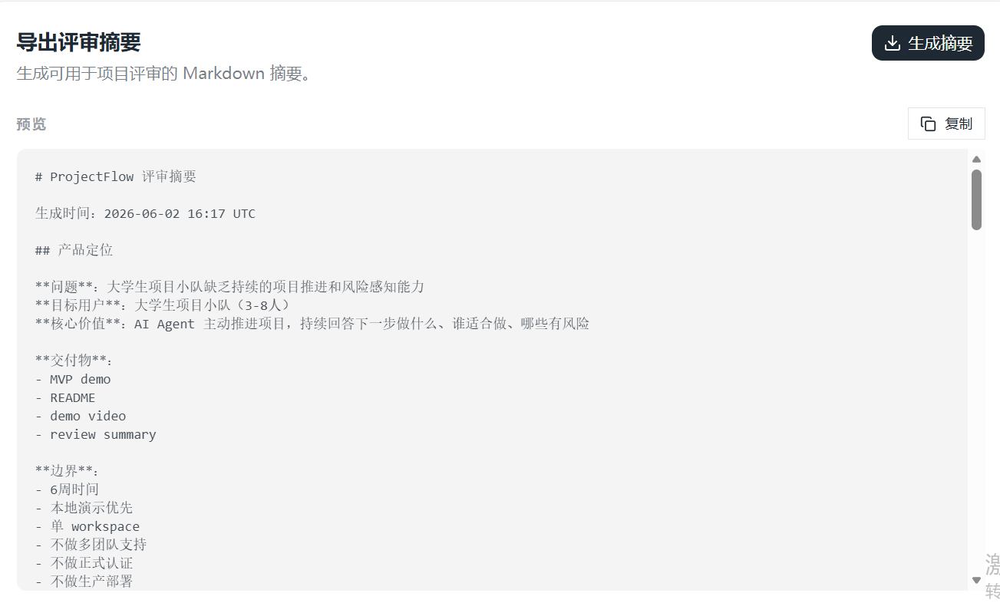 导出评审摘要
生成摘要
生成可用于项目评审的 Markdown 摘要。
预览
复制
# ProjectFlow 评审摘要
生成时间：2026-06-02 16:17 UTC
## 产品定位
**问题**：大学生项目小队缺乏持续的项目推进和风险感知能力
**目标用户**：大学生项目小队（3-8人）
**核心价值**：AI Agent 主动推进项目，持续回答下一步做什么、谁适合做、哪些有风险
**交付物**：
- MVP demo
- README
- demo video
- review summary
**边界**：
- 6周时间
- 本地演示优先
- 单 workspace
- 不做多团队支持
- 不做正式认证
- 不做生产部署
转